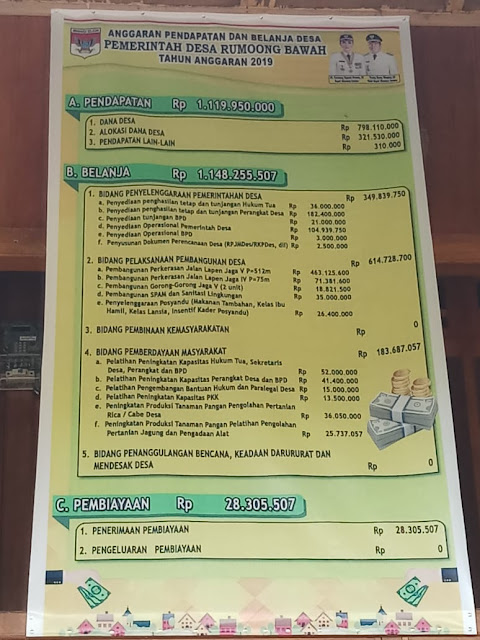 ANGGARAN PENDAPATAN DAN BELANJA DESA
PEMERINTAH DESA RUMOONG BAWAH
TAHUN ANGGARAN 2019
A. PENDAPATAN Rp 1.119.950.000
1. DANA DESA Rp 798.110.000
2. ALOKASI DANA DESA Rp 321.530.000
3. PENDAPATAN LAIN-LAIN Rp 310.000
B. BELANJA Rp 1.148.255.507
1. BIDANG PENYELENGGARAAN PEMERINTAHAN DESA Rp 349.839.750
a. Penyediaan penghasilan tetap dan tunjangan Hukum Tua Rp 36.000.000
b. Penyediaan penghasilan tetap dan tunjangan Perangkat Desa Rp 182.400.000
c. Penyediaan tunjangan BPD Rp 21.000.000
d. Penyediaan Operasional Pemerintah Desa Rp 104.939.750
e. Penyediaan Operasional BPD Rp 3.000.000
f. Penyusunan Dokumen Perencanaan Desa (RPJMDes/RKPDes, dll) Rp 2.500.000
2. BIDANG PELAKSANAAN PEMBANGUNAN DESA Rp 614.728.700
a. Pembangunan Perkerasan Jalan Lapen Jaga V P=512m Rp 463.125.600
b. Pembangunan Perkerasan Jalan Lapen Jaga IV P=75m Rp 71.381.600
c. Pembangunan Gorong-Gorong Jaga V (2 unit) Rp 18.821.500
d. Pembangunan SPAM dan Sanitasi Lingkungan Rp 35.000.000
e. Penyelenggaraan Posyandu (Makanan Tambahan, Kelas Ibu
Hamil, Kelas Lansia, Insentif Kader Posyandu) Rp 26.400.000
3. BIDANG PEMBINAAN KEMASYARAKATAN Rp 0
4. BIDANG PEMBERDAYAAN MASYARAKAT Rp 183.687.057
a. Pelatihan Peningkatan Kapasitas Hukum Tua, Sekretaris
Desa, Perangkat dan BPD Rp 52.000.000
b. Pelatihan Peningkatan Kapasitas Perangkat Desa dan BPD Rp 41.400.000
c. Pelatihan Pengembangan Bantuan Hukum dan Paralegal Desa Rp 15.000.000
d. Pelatihan Peningkatan Kapasitas PKK Rp 13.500.000
e. Peningkatan Produksi Tanaman Pangan Pengolahan Pertanian
Rica / Cabe Desa Rp 36.050.000
f. Peningkatan Produksi Tanaman Pangan Pelatihan Pengolahan
Pertanian Jagung dan Pengadaan Alat Rp 25.737.057
5. BIDANG PENANGGULANGAN BENCANA, KEADAAN DARURURAT DAN
MENDESAK DESA Rp 0
C. PEMBIAYAAN Rp 28.305.507
1. PENERIMAAN PEMBIAYAAN Rp 28.305.507
2. PENGELUARAN PEMBIAYAAN Rp 0